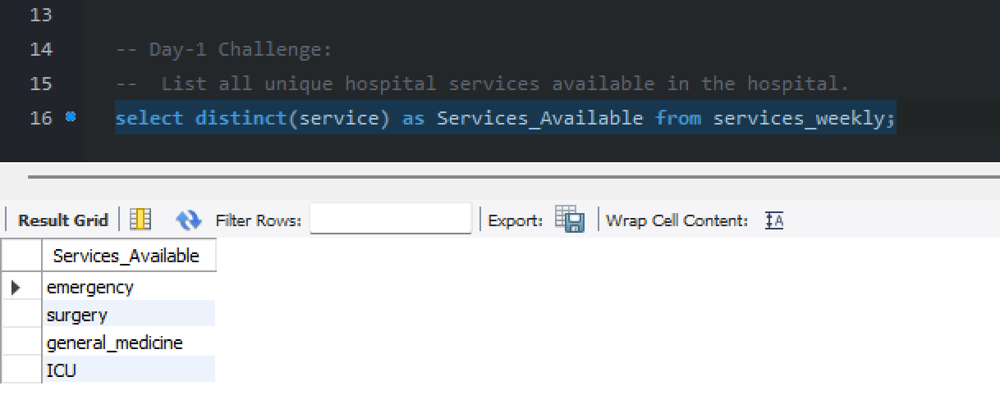 13
14 -- Day-1 Challenge:
15 --  List all unique hospital services available in the hospital.
16 select distinct(service) as Services_Available from services_weekly;
Result Grid Filter Rows: Export: Wrap Cell Content: IA
Services_Available
emergency
surgery
general_medicine
ICU